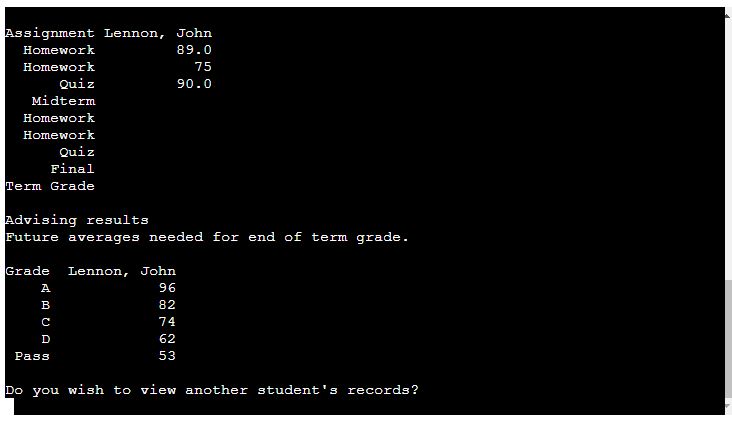 Assignment Lennon, John
Homework 89.0
Homework 75
Quiz 90.0
Midterm
Homework
Homework
Quiz
Final
Term Grade
Advising results
Future averages needed for end of term grade.
Grade Lennon, John
A 96
B 82
C 74
D 62
Pass 53
Do you wish to view another student's records?